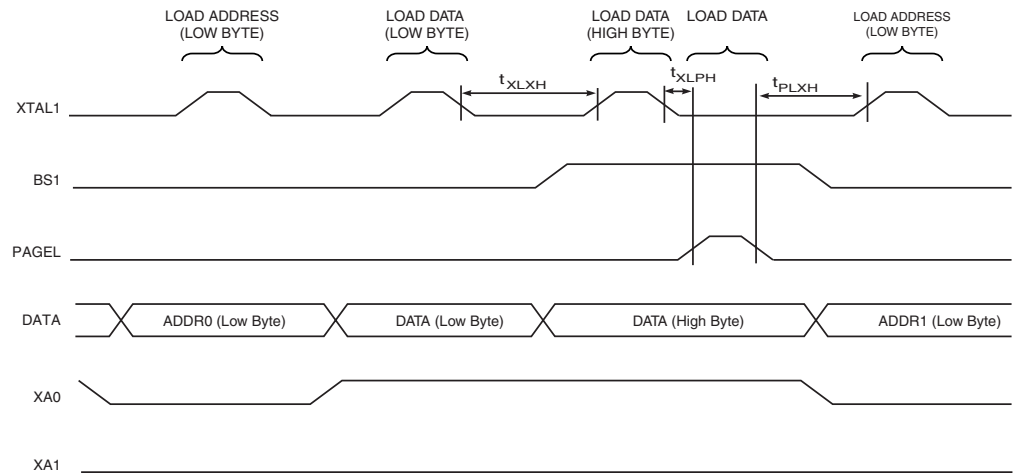 LOAD ADDRESS
(LOW BYTE)
LOAD DATA
(LOW BYTE)
LOAD DATA
(HIGH BYTE)
LOAD DATA
LOAD ADDRESS
(LOW BYTE)
tXLXH
tXLPH
tPLXH
XTAL1
BS1
PAGEL
DATA
ADDR0 (Low Byte)
DATA (Low Byte)
DATA (High Byte)
ADDR1 (Low Byte)
XA0
XA1